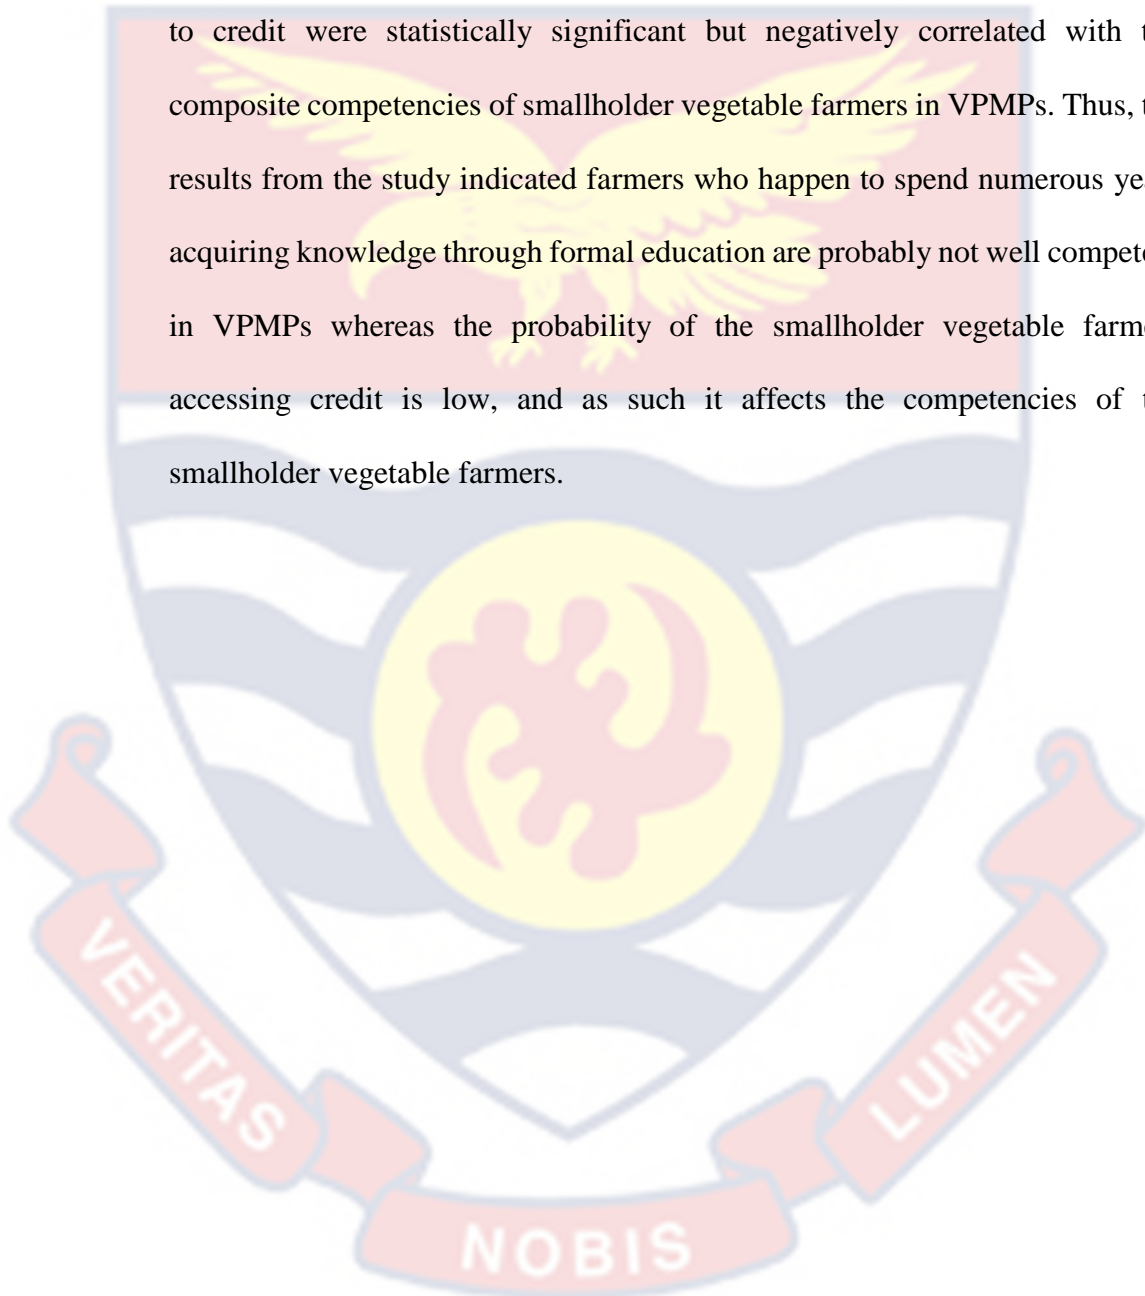 to credit were statistically significant but negatively correlated with
composite competencies of smallholder vegetable farmers in VPMPs. Thus,
results from the study indicated farmers who happen to spend numerous
acquiring knowledge through formal education are probably not well
in VPMPs whereas the probability of the smallholder vegetable
accessing credit is low, and as such it affects the competencies of
smallholder vegetable farmers.
VERITAS
NOBIS
LUMEN